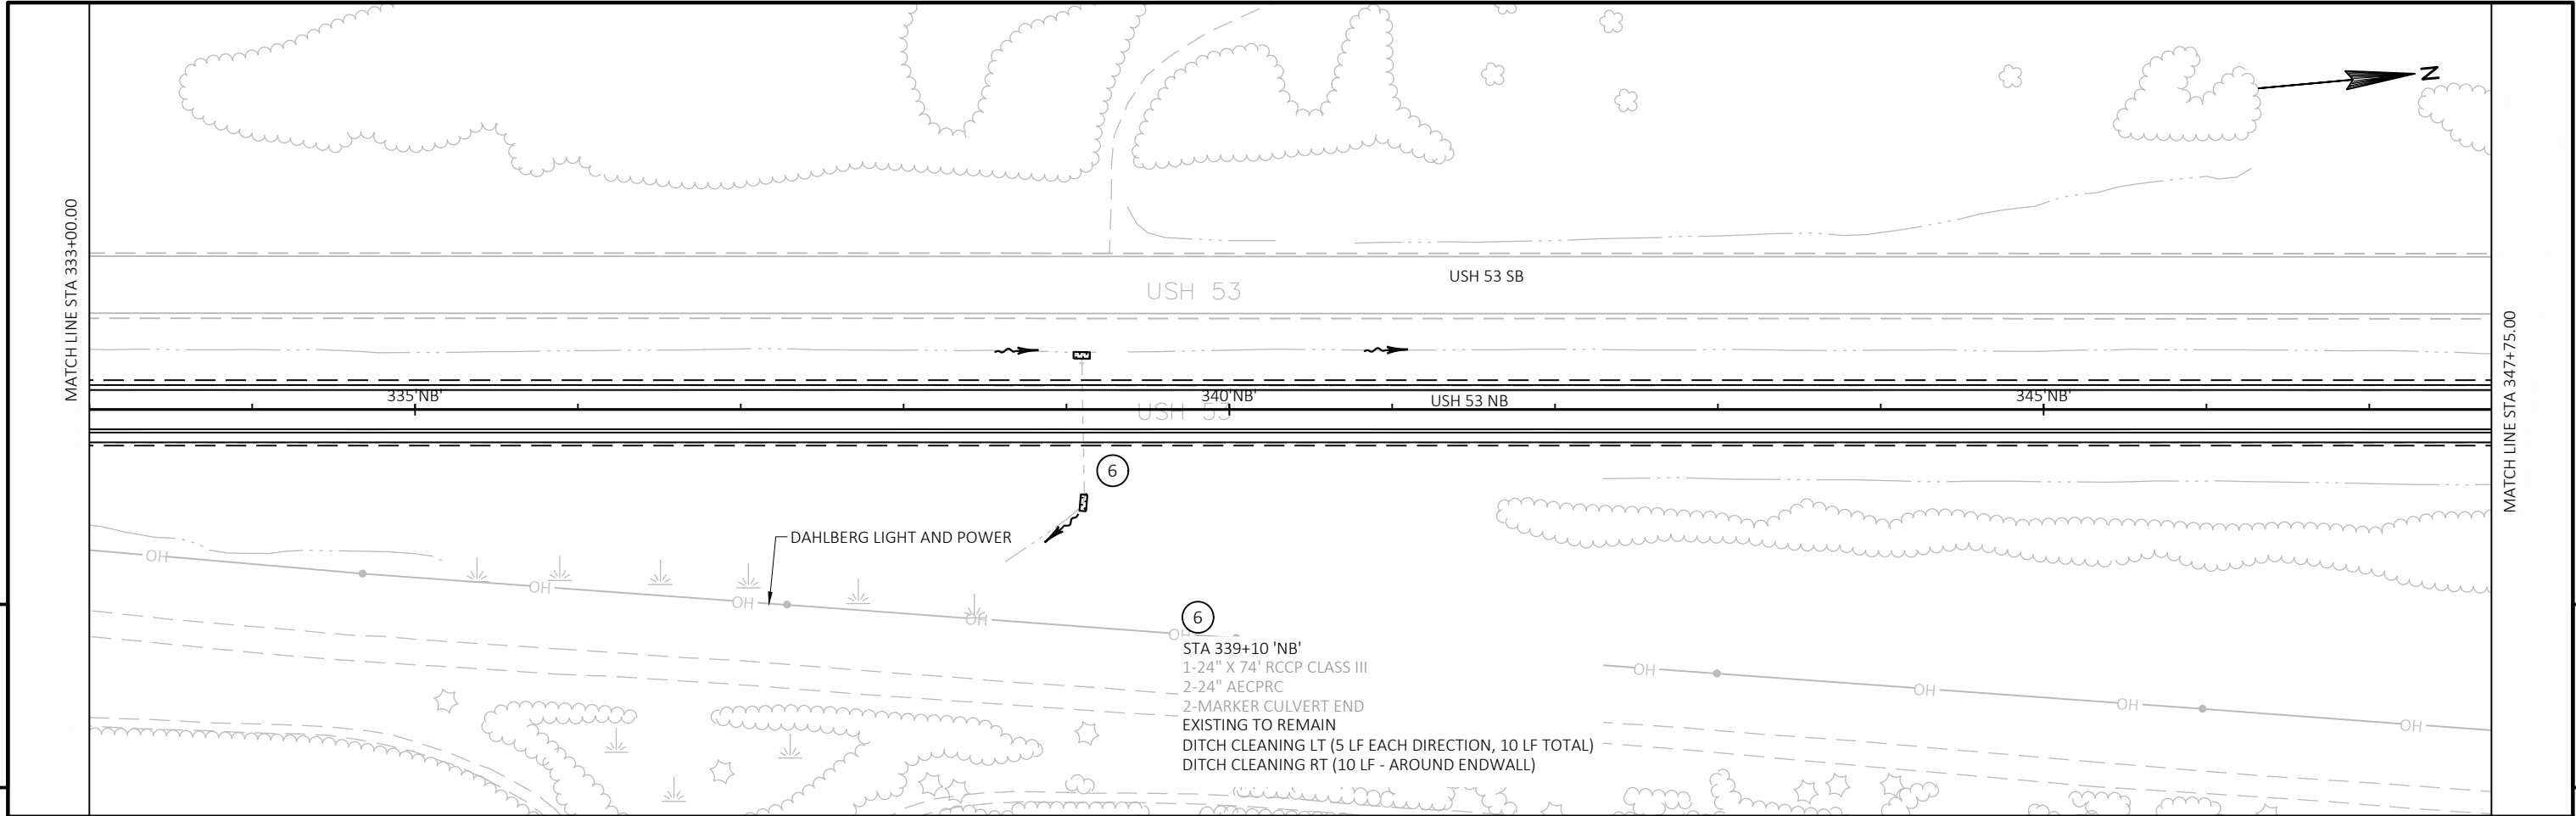 N
MATCH LINE STA 333+00.00
USH 53 SB
USH 53
MATCH LINE STA 347+75.00
335'NB'
340'NB'
USH 53 NB
345'NB'
USH 53
6
DAHLBERG LIGHT AND POWER
OH
OH
OH
OH
OH
6
STA 339+10 'NB'
1-24" X 74' RCCP CLASS III
2-24" AECPRC
2-MARKER CULVERT END
EXISTING TO REMAIN
DITCH CLEANING LT (5 LF EACH DIRECTION, 10 LF TOTAL)
DITCH CLEANING RT (10 LF - AROUND ENDWALL)
OH
OH
OH
OH